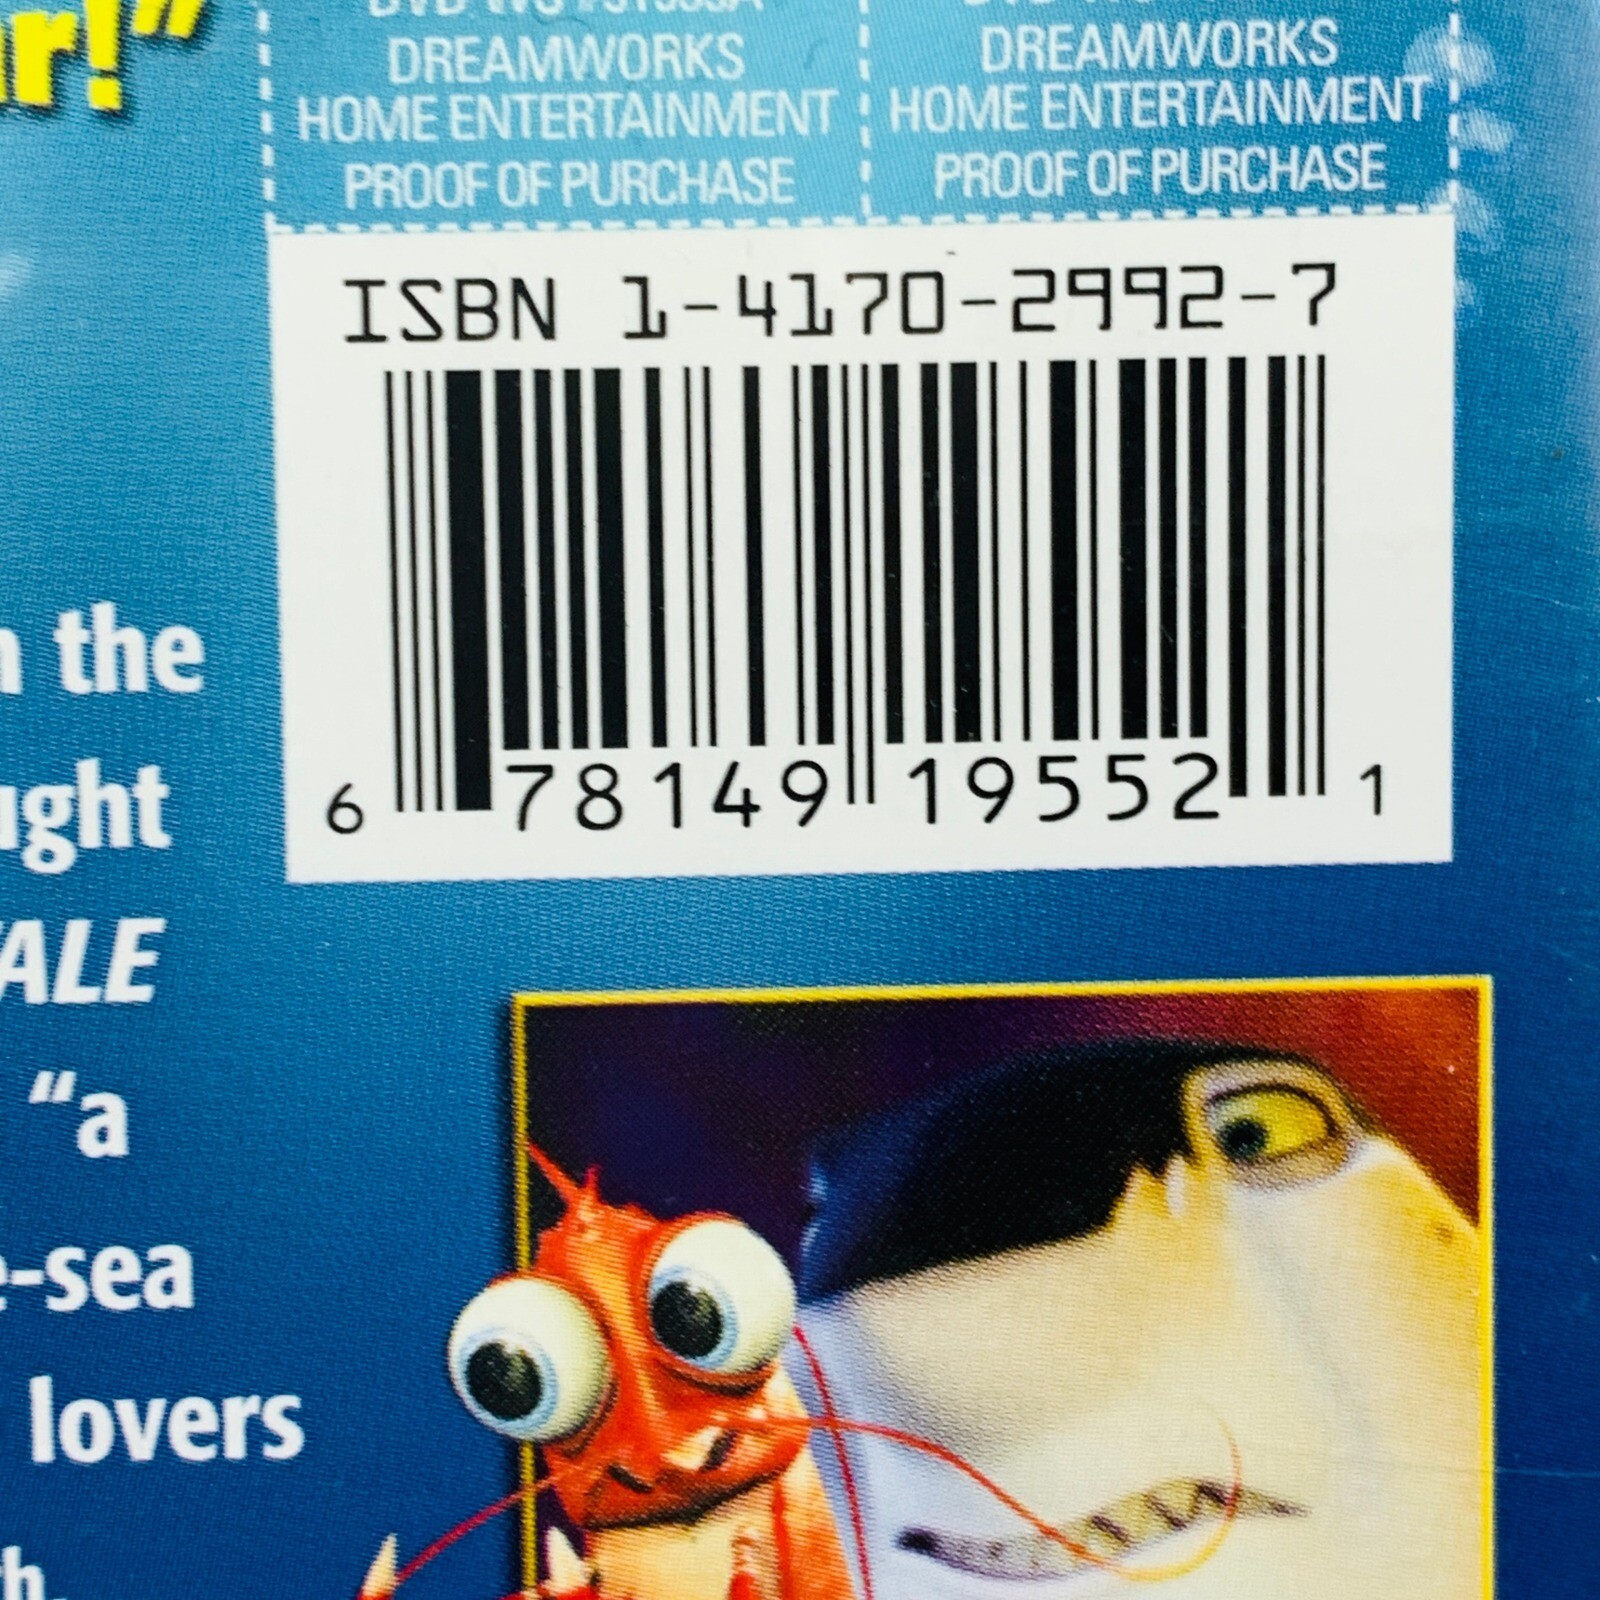 r!”
DREAMWORKS
HOME ENTERTAINMENT
PROOF OF PURCHASE
DREAMWORKS
HOME ENTERTAINMENT
PROOF OF PURCHASE
ISBN 1-4170-2992-7
6 78149 19552 1
the
ught
TALE
“a
e-sea
lovers